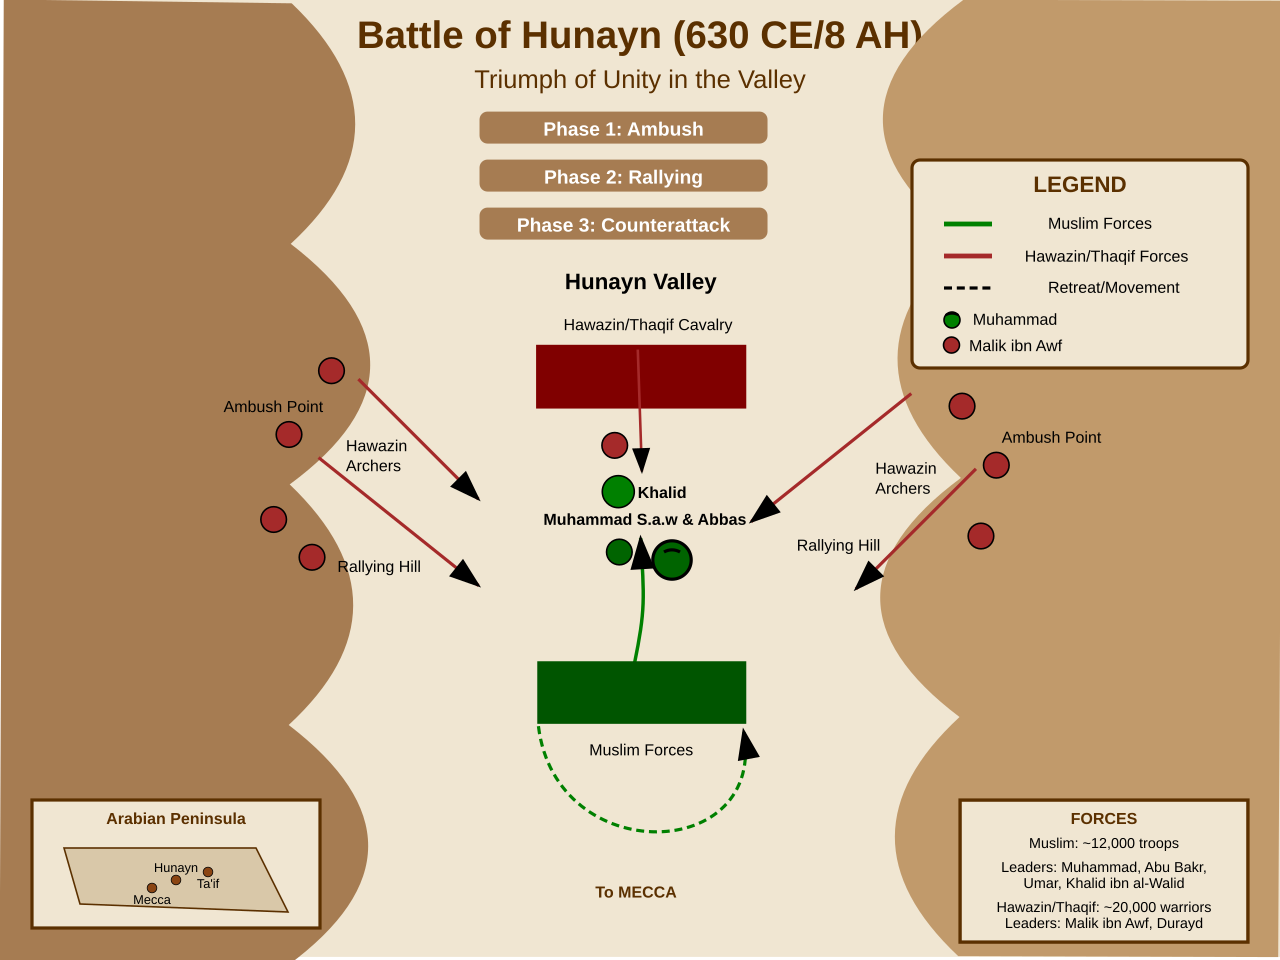 Battle of Hunayn (630 CE/8 AH)
Triumph of Unity in the Valley
Phase 1: Ambush
Phase 2: Rallying
Phase 3: Counterattack
LEGEND
Muslim Forces
Hawazin/Thaqif Forces
Retreat/Movement
Muhammad
Malik ibn Awf
Hunayn Valley
Hawazin/Thaqif Cavalry
Ambush Point
Hawazin
Archers
Rallying Hill
Khalid
Muhammad S.a.w & Abbas
Ambush Point
Hawazin
Archers
Rallying Hill
Muslim Forces
To MECCA
Arabian Peninsula
Hunayn
Ta'if
Mecca
FORCES
Muslim: ~12,000 troops
Leaders: Muhammad, Abu Bakr,
Umar, Khalid ibn al-Walid
Hawazin/Thaqif: ~20,000 warriors
Leaders: Malik ibn Awf, Durayd